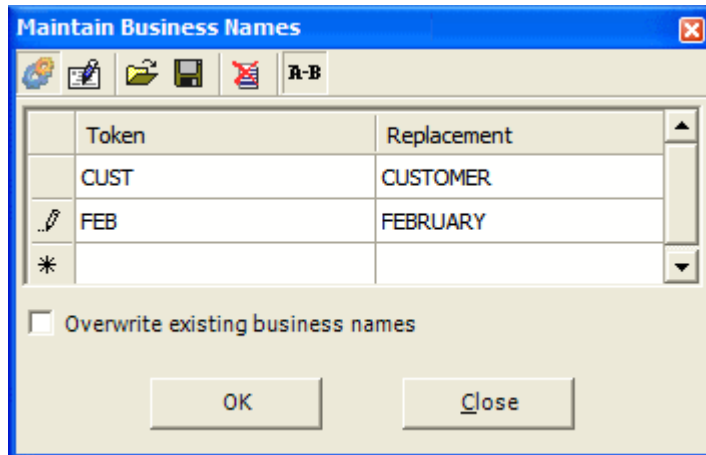 Maintain Business Names
A-B
Token Replacement
CUST CUSTOMER
FEB FEBRUARY
*
Overwrite existing business names
OK Close